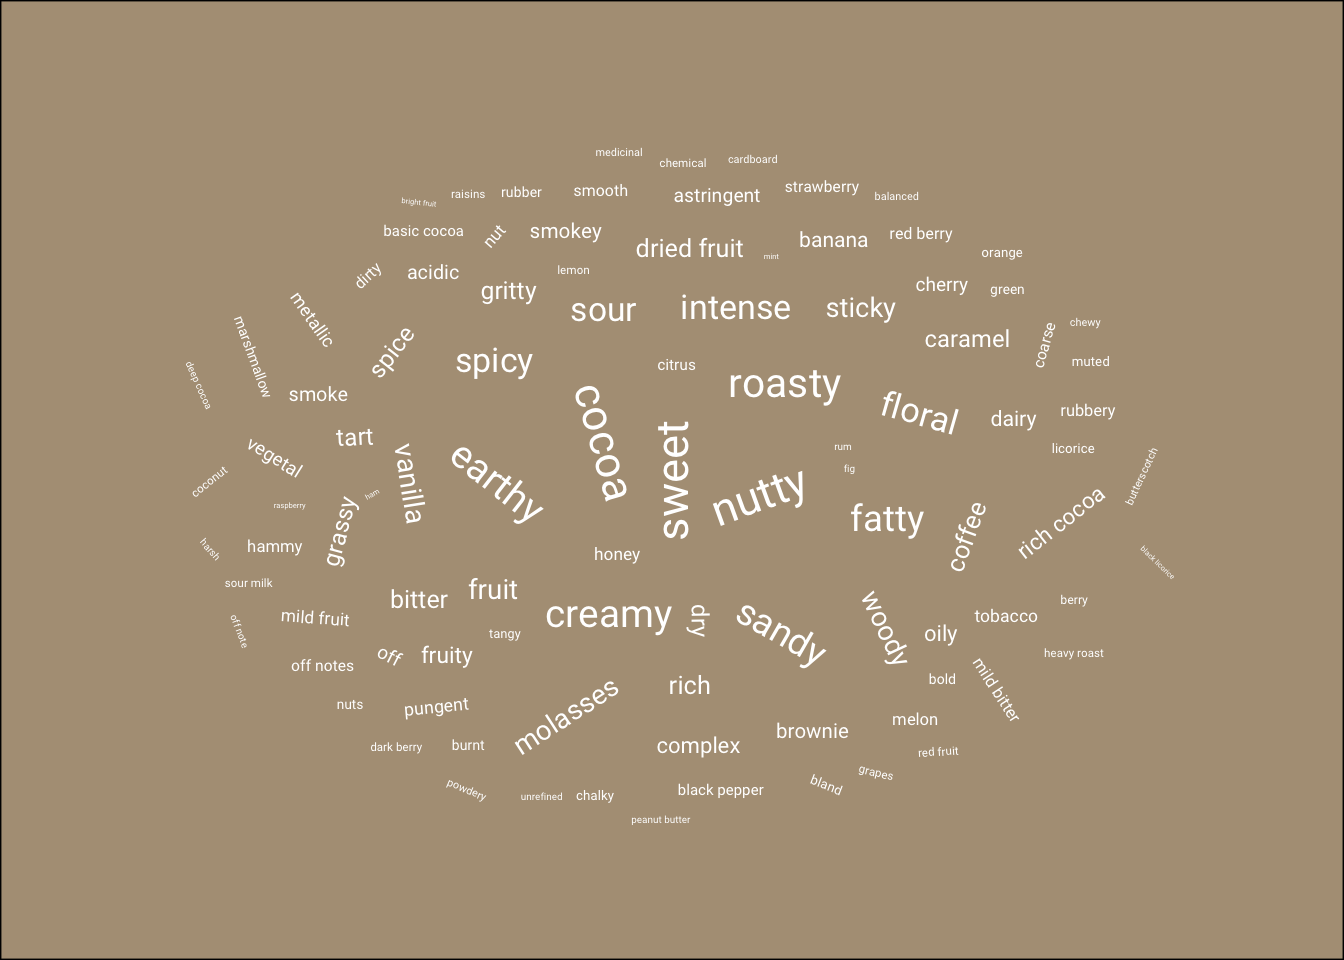 medicinal
chemical
cardboard
bright fruit
raisins
rubber
smooth
astringent
strawberry
balanced
basic cocoa
nut
smokey
dried fruit
mint
banana
red berry
orange
dirty
acidic
lemon
gritty
sour
intense
sticky
cherry
green
metallic
marshmallow
spice
spicy
citrus
caramel
coarse
chewy
muted
deep cocoa
smoke
cocoa
roasty
floral
dairy
rubbery
tart
vegetal
vanilla
earthy
sweet
nutty
rum
fig
licorice
butterscotch
coconut
raspberry
ham
grassy
fatty
coffee
rich cocoa
harsh
hammy
honey
black licorice
sour milk
bitter
fruit
creamy
dry
sandy
woody
tobacco
berry
off note
mild fruit
tangy
oily
off notes
off
fruity
heavy roast
rich
bold
mild bitter
nuts
pungent
molasses
melon
dark berry
burnt
complex
brownie
red fruit
powdery
unrefined
chalky
black pepper
bland
grapes
peanut butter